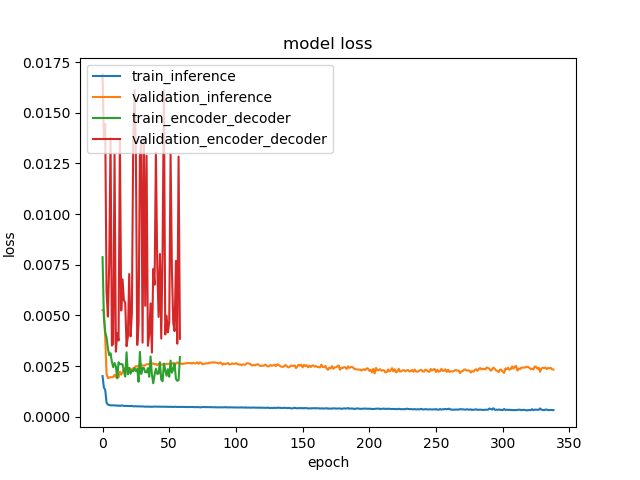 model loss
train_inference
validation_inference
train_encoder_decoder
validation_encoder_decoder
loss
0.0175
0.0150
0.0125
0.0100
0.0075
0.0050
0.0025
0.0000
0 50 100 150 200 250 300 350
epoch